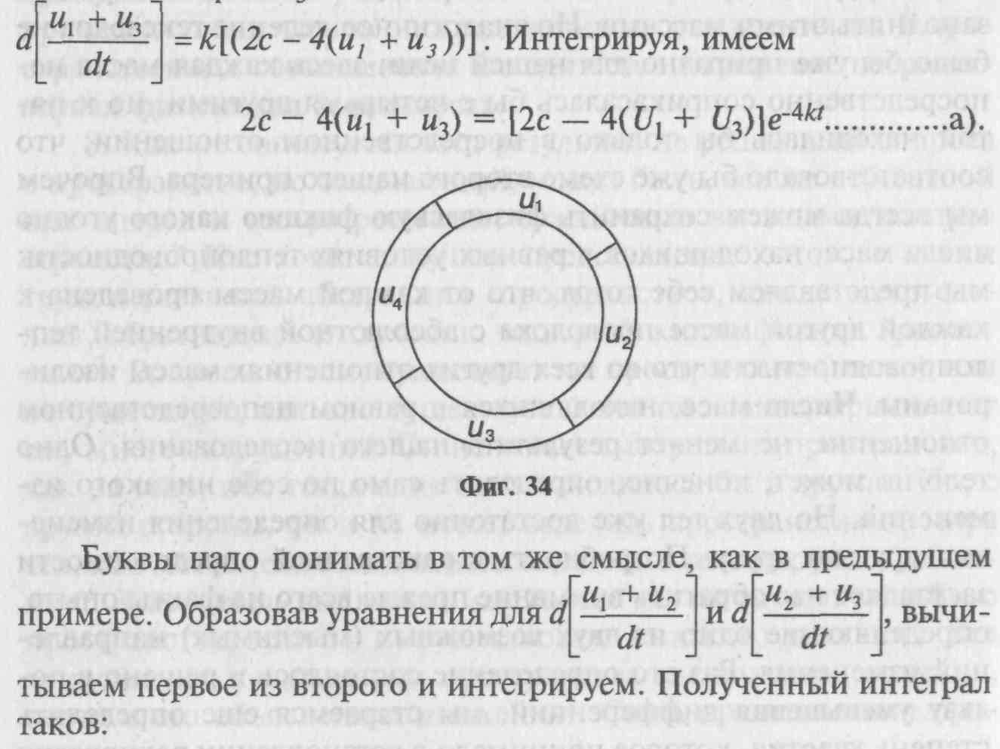 d[u₁ + u₃ / dt] = k[(2c − 4(u₁ + u₃))]. Интегрируя, имеем
2c − 4(u₁ + u₃) = [2c — 4(U₁ + U₃)]e⁻⁴ᵏᵗ.............a).
u₁
u₄
u₂
u₃
Фиг. 34
Буквы надо понимать в том же смысле, как в предыдущем
примере. Образовав уравнения для d[u₁ + u₂ / dt] и d[u₂ + u₃ / dt], вычи-
тываем первое из второго и интегрируем. Полученный интеграл
таков: